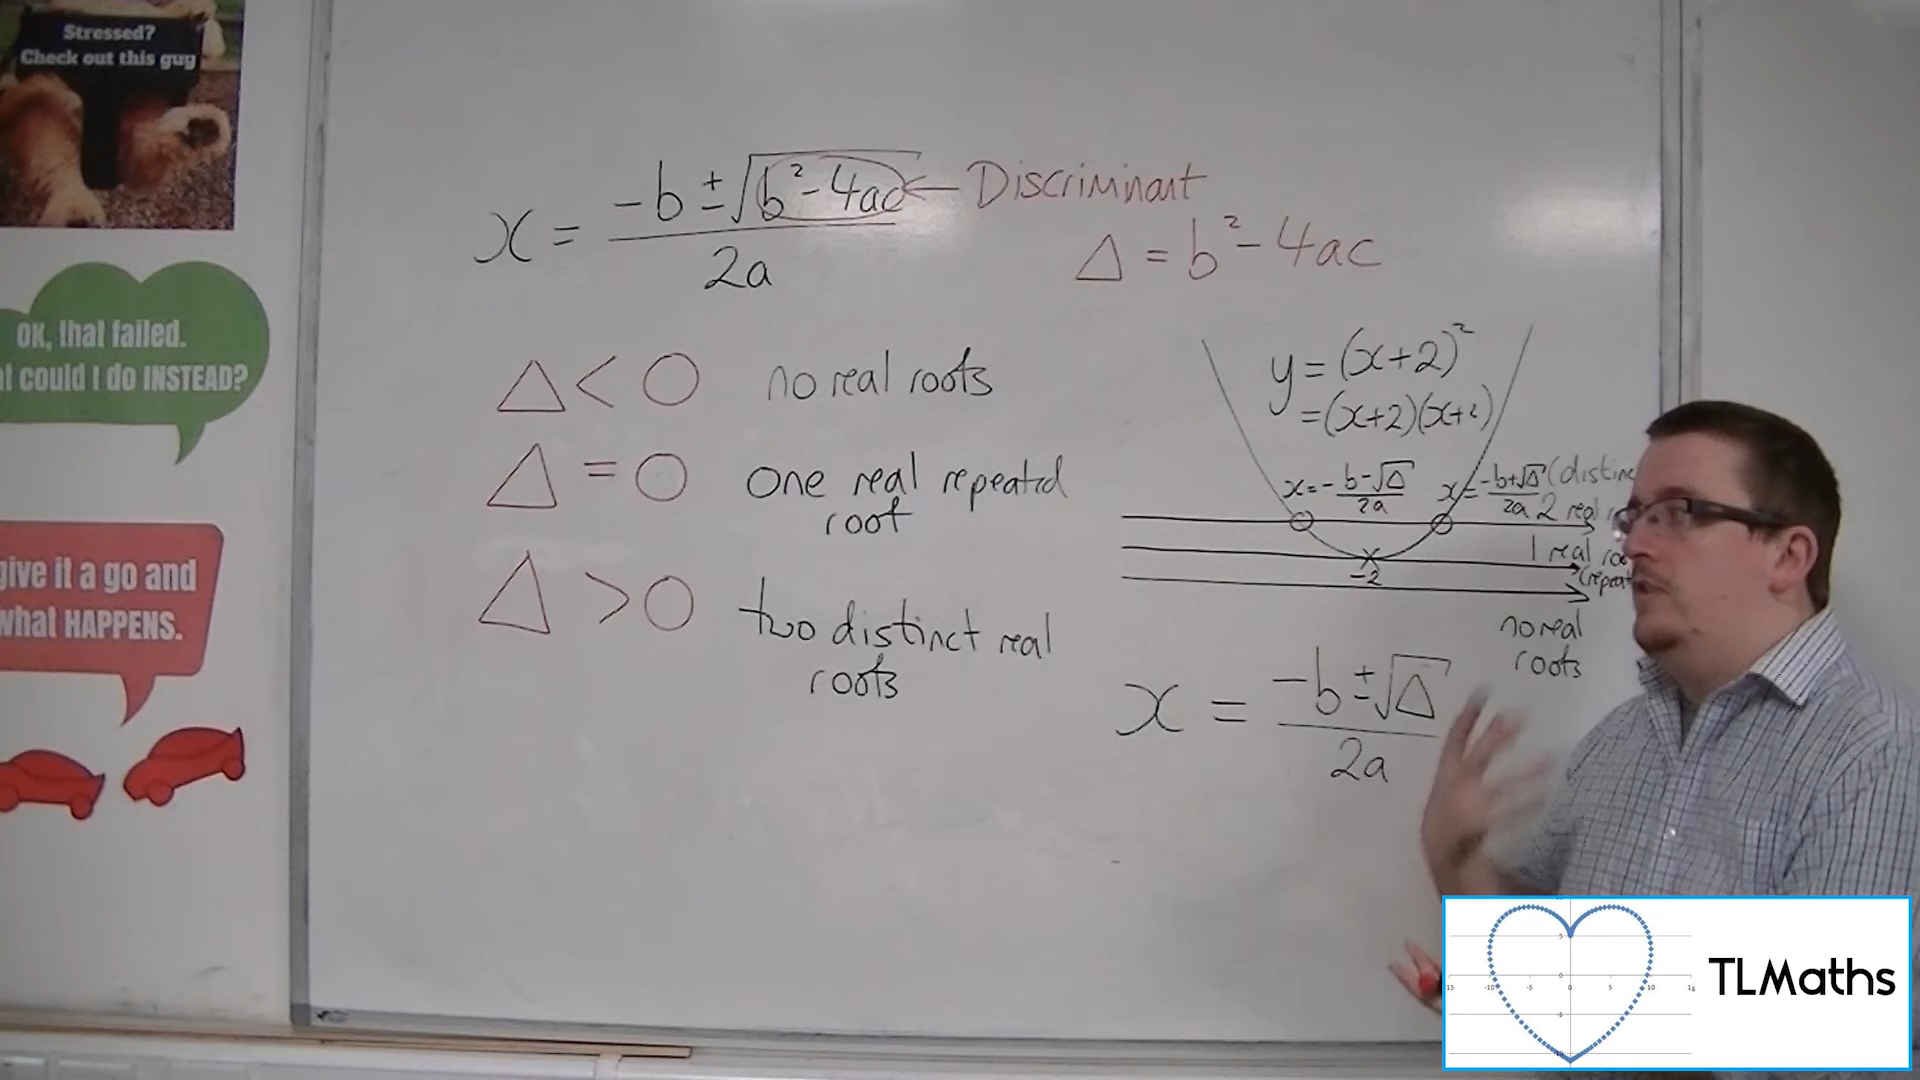 Stressed?
Check out this guy
OK, that failed.
could I do INSTEAD?
give it a go and
what HAPPENS.
x = -b ± √(b² - 4ac) / 2a
← Discriminant
Δ = b² - 4ac
Δ < 0 no real roots
Δ = 0 one real repeated
root
Δ > 0 two distinct real
roots
y = (x+2)²
= (x+2)(x+2)
x = -b-√Δ / 2a
x = -b+√Δ / 2a
2 real
1 real
-2
no real
roots
x = -b ± √Δ / 2a
TLMaths